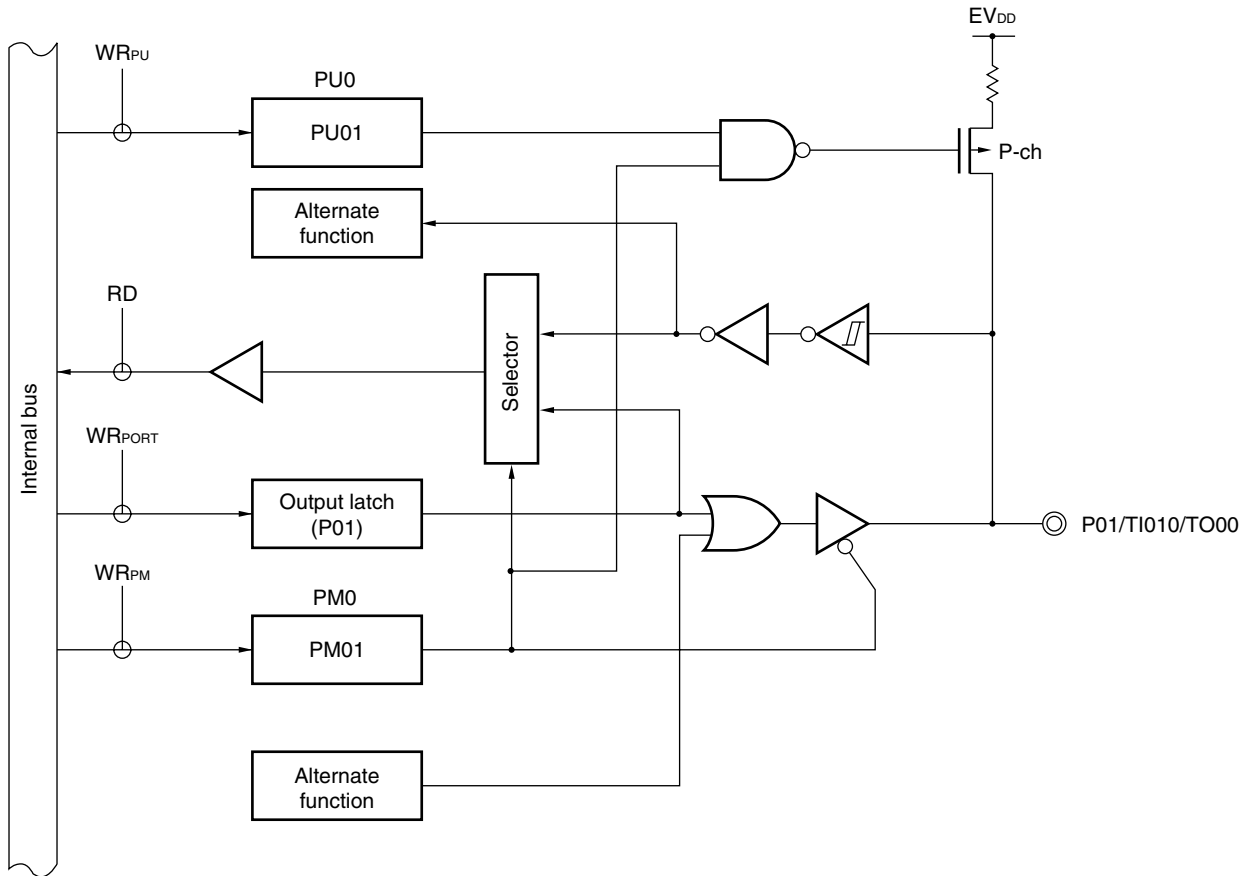 EVDD
WRPU
PU0
PU01
P-ch
Alternate
function
RD
Selector
Internal bus
WRPORT
Output latch
(P01)
P01/TI010/TO00
WRPM
PM0
PM01
Alternate
function